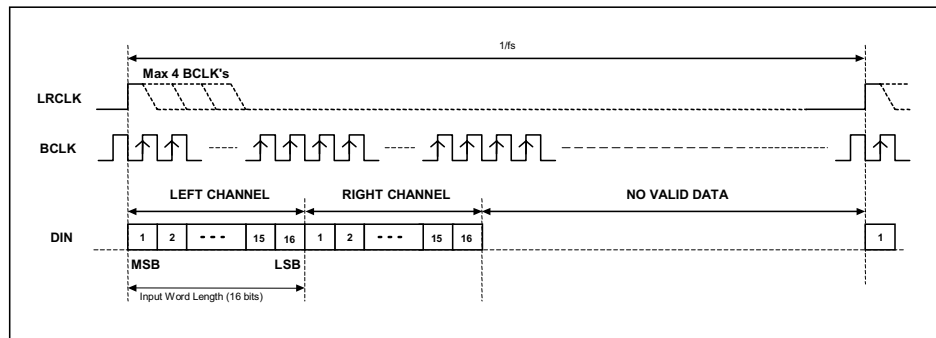 1/fs
Max 4 BCLK's
LRCLK
BCLK
LEFT CHANNEL RIGHT CHANNEL NO VALID DATA
DIN 1 2 15 16 1 2 15 16 1
MSB LSB
Input Word Length (16 bits)